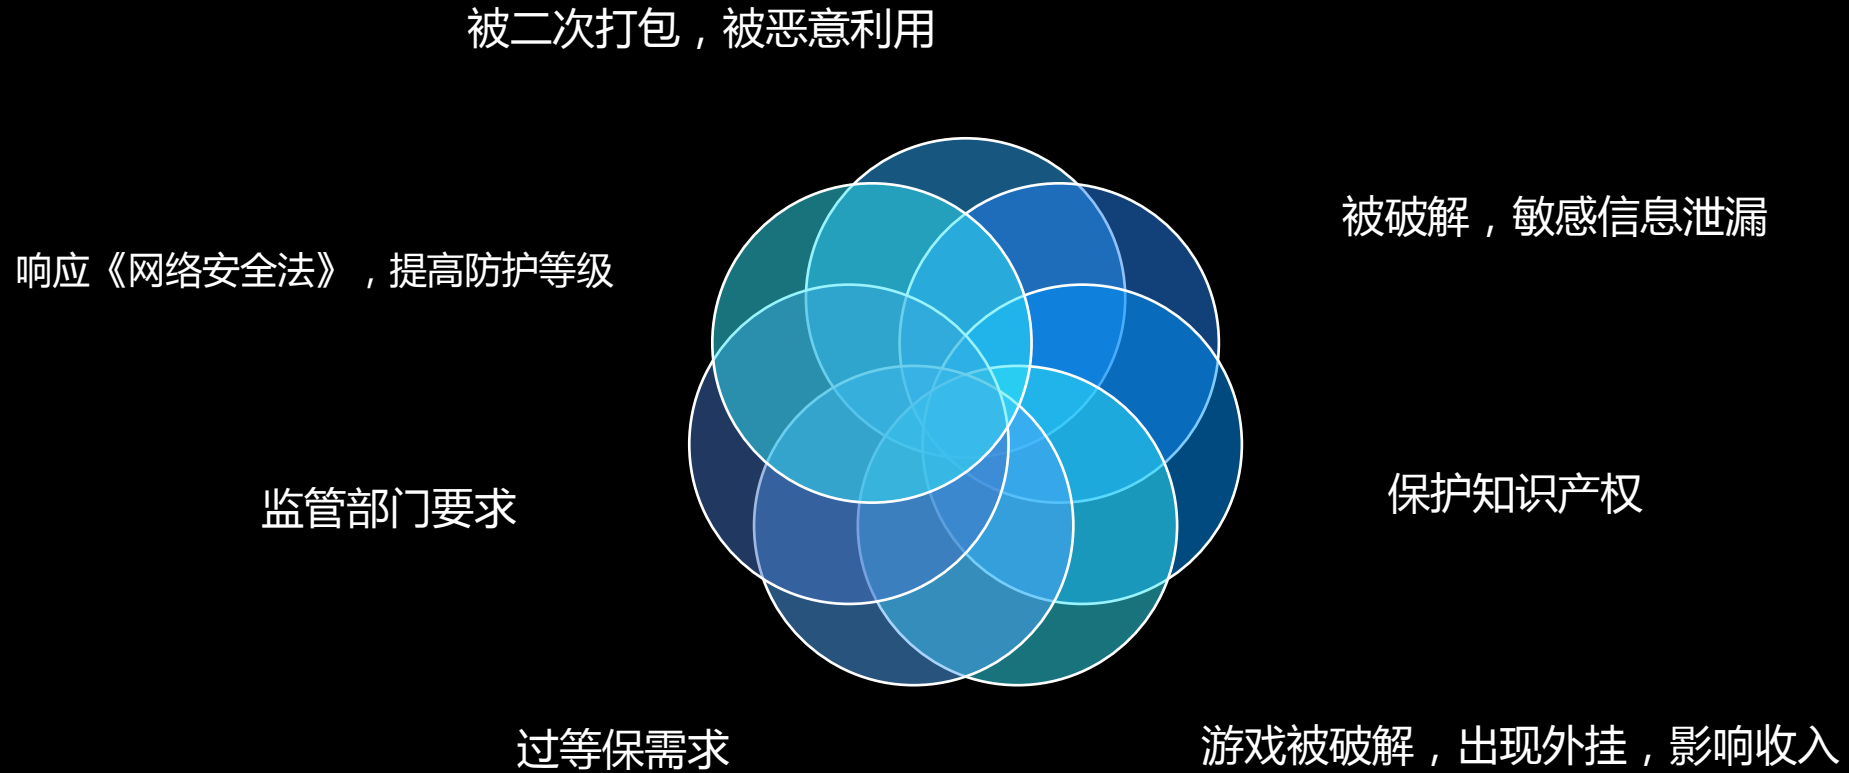 被二次打包，被恶意利用
被破解，敏感信息泄漏
响应《网络安全法》，提高防护等级
保护知识产权
监管部门要求
游戏被破解，出现外挂，影响收入
过等保需求